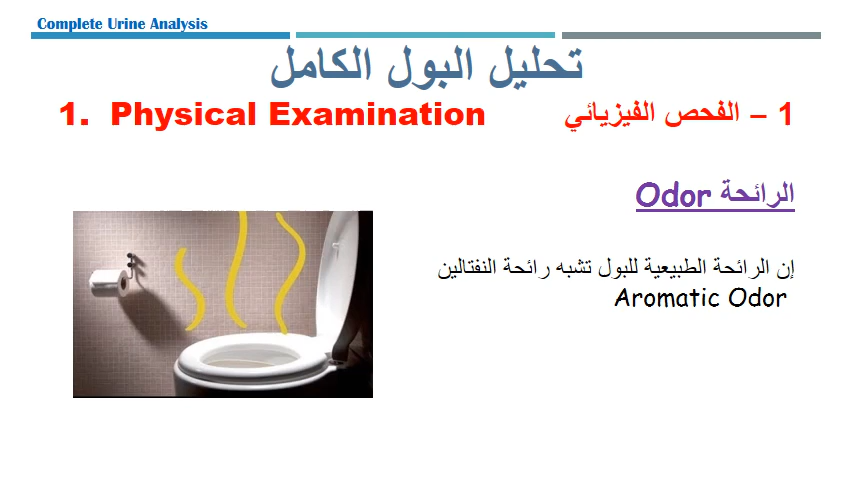 Complete Urine Analysis
تحليل البول الكامل
1. Physical Examination
1 – الفحص الفيزيائي
الرائحة Odor
إن الرائحة الطبيعية للبول تشبه رائحة النفتالين
Aromatic Odor